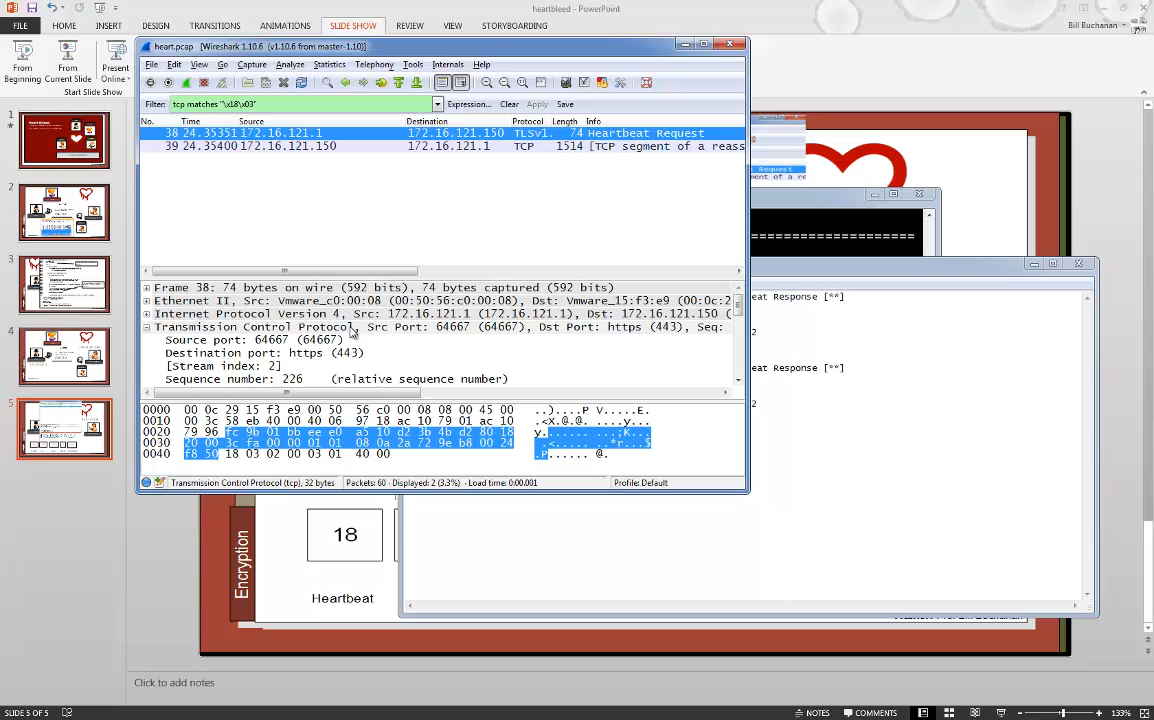 heartbleed - PowerPoint
FILE HOME INSERT DESIGN TRANSITIONS ANIMATIONS SLIDE SHOW REVIEW VIEW STORYBOARDING
Bill Buchanan
From Beginning
From Current Slide
Present Online
Start Slide Show
heart.pcap [Wireshark 1.10.6 (v1.10.6 from master-1.10)]
File Edit View Go Capture Analyze Statistics Telephony Tools Internals Help
Filter: tcp matches "\x18\x03" Expression... Clear Apply Save
No. Time Source Destination Protocol Length Info
38 24.35351 172.16.121.1 172.16.121.150 TLSv1. 74 Heartbeat Request
39 24.35400 172.16.121.150 172.16.121.1 TCP 1514 [TCP segment of a reass
Frame 38: 74 bytes on wire (592 bits), 74 bytes captured (592 bits)
Ethernet II, Src: Vmware_c0:00:08 (00:50:56:c0:00:08), Dst: Vmware_15:f3:e9 (00:0c:2
Internet Protocol Version 4, Src: 172.16.121.1 (172.16.121.1), Dst: 172.16.121.150 (
Transmission Control Protocol, Src Port: 64667 (64667), Dst Port: https (443), Seq:
Source port: 64667 (64667)
Destination port: https (443)
[Stream index: 2]
Sequence number: 226 (relative sequence number)
0000 00 0c 29 15 f3 e9 00 50 56 c0 00 08 08 00 45 00 ..)....P V.....E.
0010 00 3c 58 eb 40 00 40 06 97 18 ac 10 79 01 ac 10 .<X.@.@. ....y...
0020 79 96 fc 9b 01 bb ee e0 a5 10 d2 3b 4b d2 80 18 y....... ...;K...
0030 20 00 3c fa 00 00 01 01 08 0a 2a 72 9e b8 00 24 .<..... ..*r...$
0040 f8 50 18 03 02 00 03 01 40 00 .P...... @.
Transmission Control Protocol (tcp), 32 bytes
Packets: 60 · Displayed: 2 (3.3%) · Load time: 0:00.001
Profile: Default
=====================
eat Response [**]
2
eat Response [**]
2
1
2
3
4
5
Encryption
18
Heartbeat
Click to add notes
SLIDE 5 OF 5
NOTES COMMENTS 133%